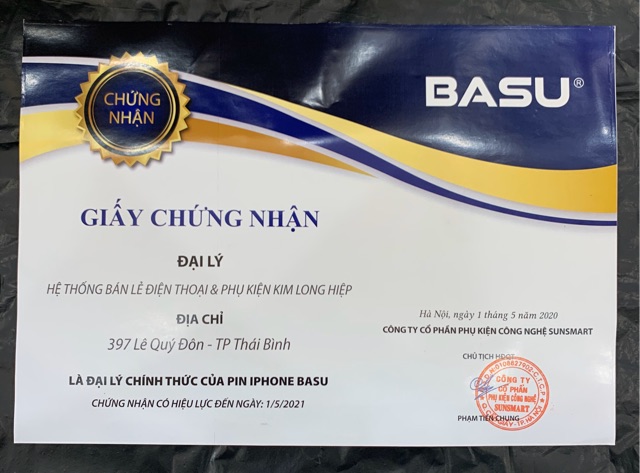 CHỨNG
NHẬN
BASU®
GIẤY CHỨNG NHẬN
ĐẠI LÝ
HỆ THỐNG BÁN LẺ ĐIỆN THOẠI & PHỤ KIỆN KIM LONG HIỆP
ĐỊA CHỈ
397 Lê Quý Đôn - TP Thái Bình
LÀ ĐẠI LÝ CHÍNH THỨC CỦA PIN IPHONE BASU
CHỨNG NHẬN CÓ HIỆU LỰC ĐẾN NGÀY: 1/5/2021
Hà Nội, ngày 1 tháng 5 năm 2020
CÔNG TY CỔ PHẦN PHỤ KIỆN CÔNG NGHỆ SUNSMART
CHỦ TỊCH HĐQT
CÔNG TY
CỔ PHẦN
PHỤ KIỆN CÔNG NGHỆ
SUNSMART
PHẠM TIẾN CHUNG